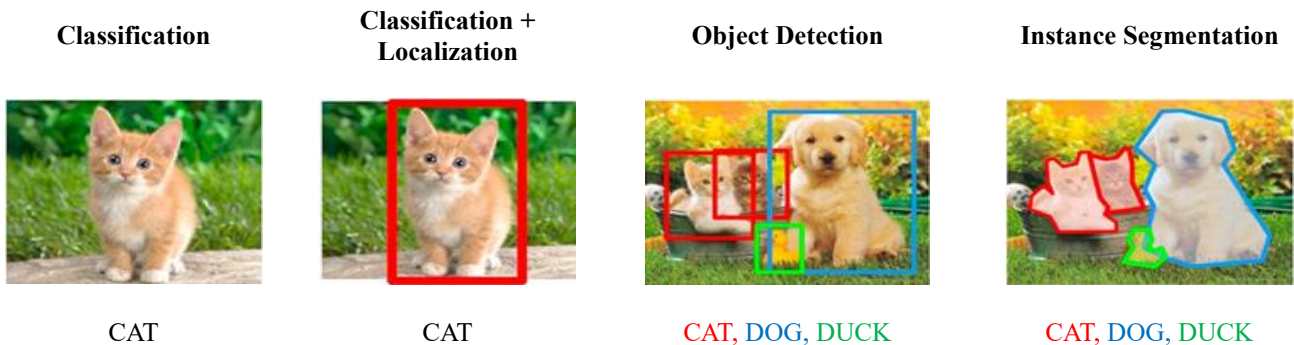 Classification
Classification +
Localization
Object Detection
Instance Segmentation
CAT
CAT
CAT, DOG, DUCK
CAT, DOG, DUCK